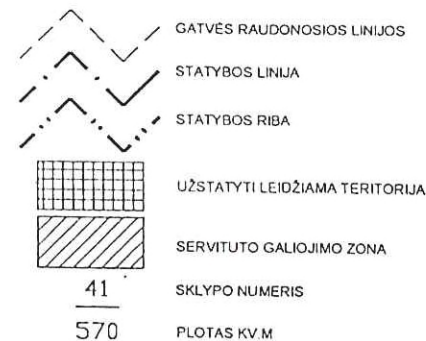 GATVĖS RAUDONOSIOS LINIJOS
STATYBOS LINIJA
STATYBOS RIBA
UŽSTATYTI LEIDŽIAMA TERITORIJA
SERVITUTO GALIOJIMO ZONA
41 SKLYPO NUMERIS
570 PLOTAS KV.M